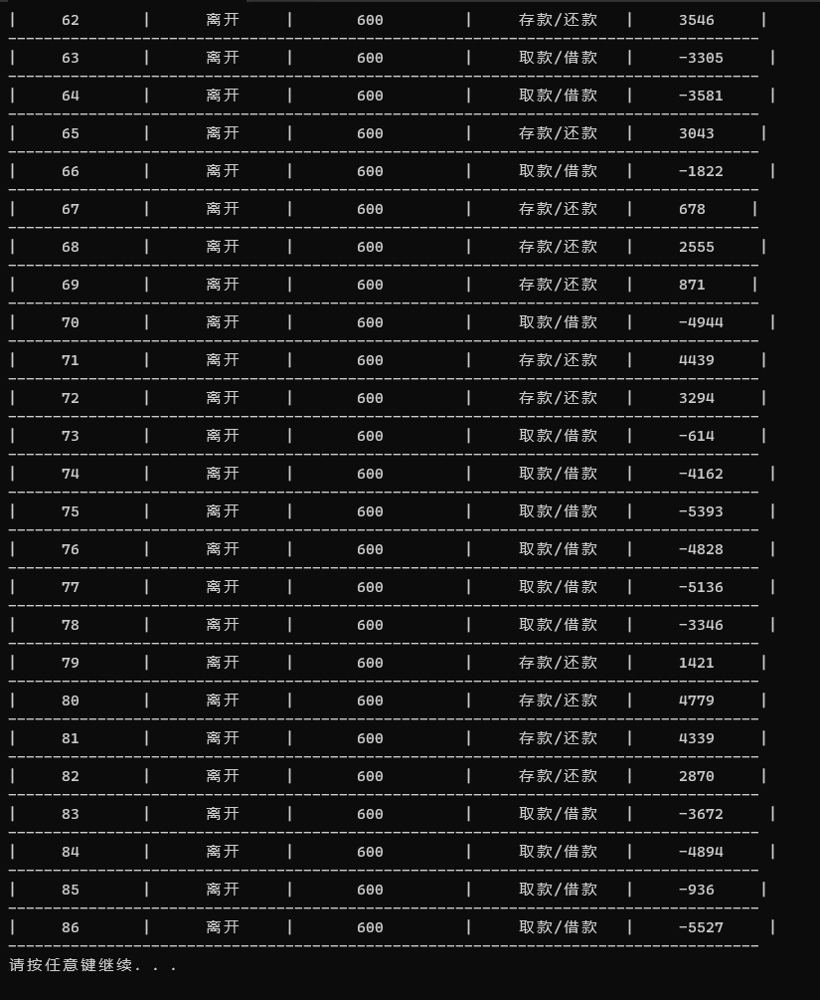 | 62 | 离开 | 600 | 存款/还款 | 3546 |
| 63 | 离开 | 600 | 取款/借款 | -3305 |
| 64 | 离开 | 600 | 取款/借款 | -3581 |
| 65 | 离开 | 600 | 存款/还款 | 3043 |
| 66 | 离开 | 600 | 取款/借款 | -1822 |
| 67 | 离开 | 600 | 存款/还款 | 678 |
| 68 | 离开 | 600 | 存款/还款 | 2555 |
| 69 | 离开 | 600 | 存款/还款 | 871 |
| 70 | 离开 | 600 | 取款/借款 | -4944 |
| 71 | 离开 | 600 | 存款/还款 | 4439 |
| 72 | 离开 | 600 | 存款/还款 | 3294 |
| 73 | 离开 | 600 | 取款/借款 | -614 |
| 74 | 离开 | 600 | 取款/借款 | -4162 |
| 75 | 离开 | 600 | 取款/借款 | -5393 |
| 76 | 离开 | 600 | 取款/借款 | -4828 |
| 77 | 离开 | 600 | 取款/借款 | -5136 |
| 78 | 离开 | 600 | 取款/借款 | -3346 |
| 79 | 离开 | 600 | 存款/还款 | 1421 |
| 80 | 离开 | 600 | 存款/还款 | 4779 |
| 81 | 离开 | 600 | 存款/还款 | 4339 |
| 82 | 离开 | 600 | 存款/还款 | 2870 |
| 83 | 离开 | 600 | 取款/借款 | -3672 |
| 84 | 离开 | 600 | 取款/借款 | -4894 |
| 85 | 离开 | 600 | 取款/借款 | -936 |
| 86 | 离开 | 600 | 取款/借款 | -5527 |
请按任意键继续. . .